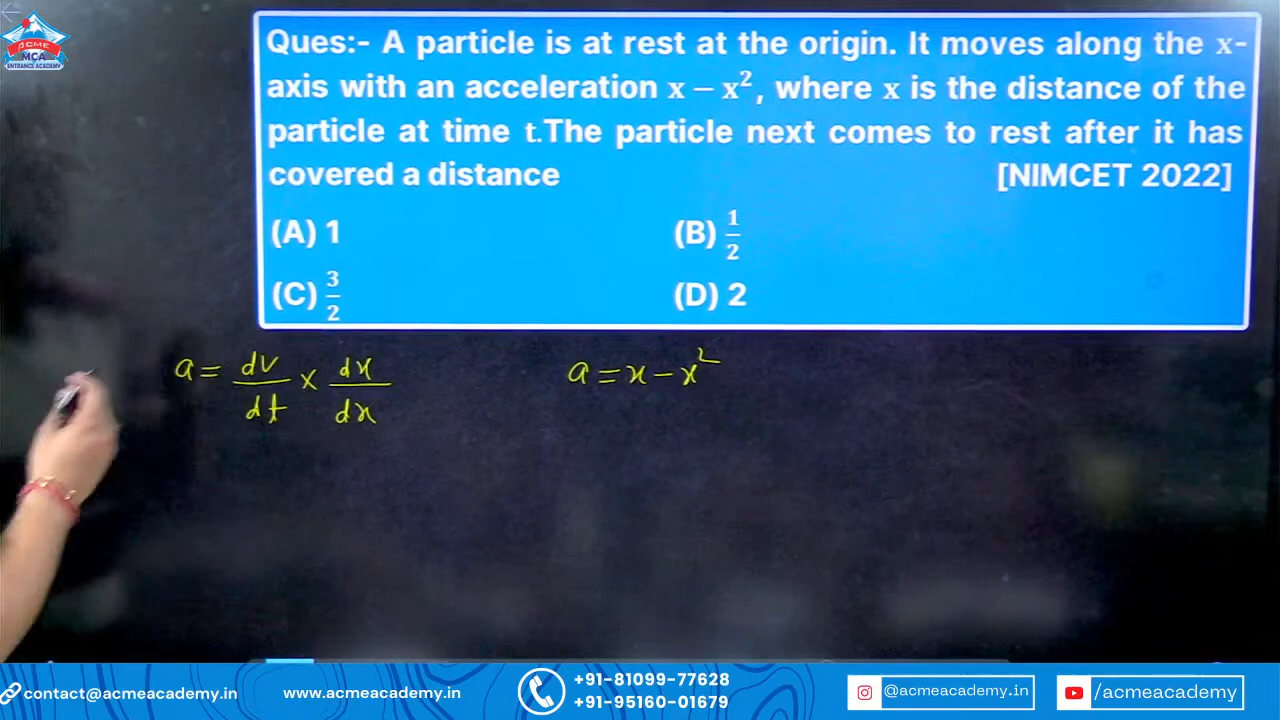 ACME
MCA
ENTRANCE ACADEMY
Ques:- A particle is at rest at the origin. It moves along the x-
axis with an acceleration x − x², where x is the distance of the
particle at time t.The particle next comes to rest after it has
covered a distance [NIMCET 2022]
(A) 1 (B) 1/2
(C) 3/2 (D) 2
a = dv/dt × dx/dx a = x − x²
contact@acmeacademy.in www.acmeacademy.in +91-81099-77628
+91-95160-01679 @acmeacademy.in /acmeacademy